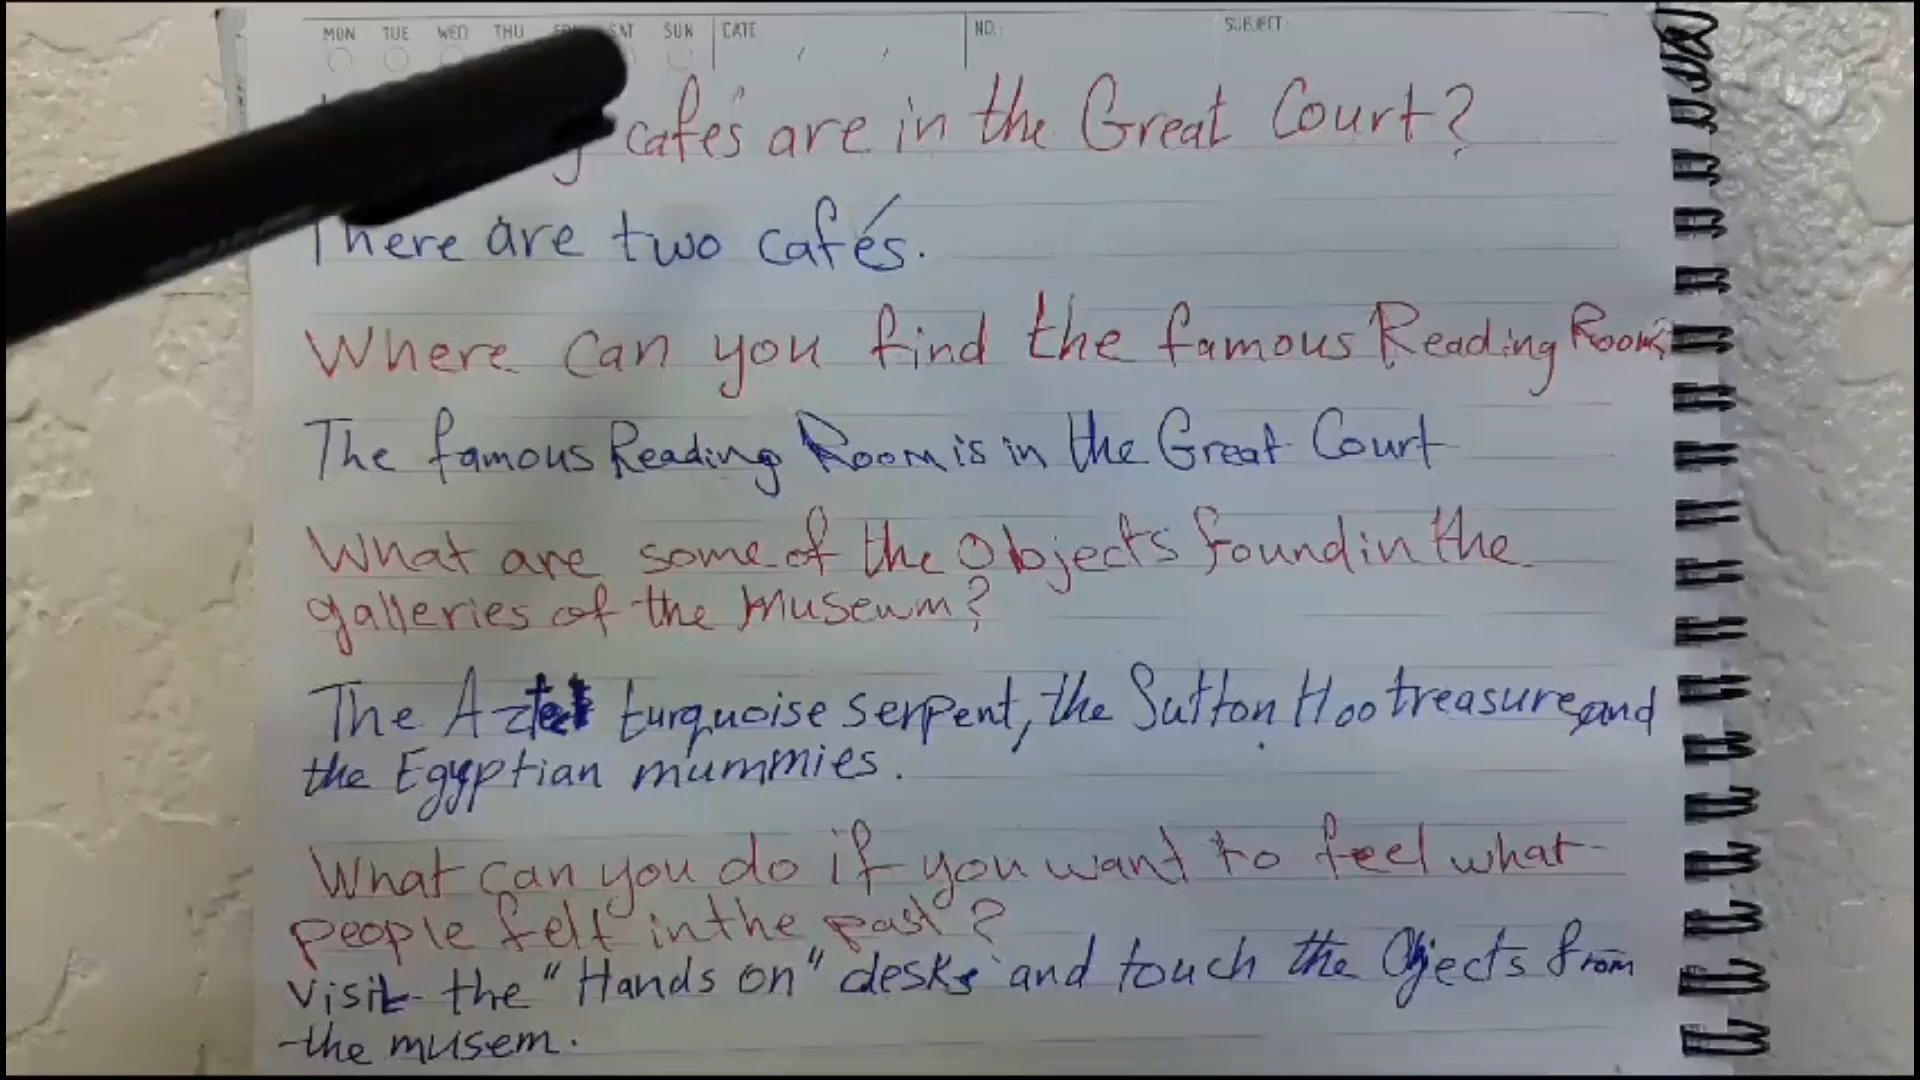 MON TUE WED THU SAT SUN DATE / / NO.: SUBJECT:
cafés are in the Great Court?
There are two cafés.
Where can you find the famous Reading Room?
The famous Reading Room is in the Great Court
What are some of the Objects found in the
galleries of the museum?
The turquoise serpent, the Sutton Hoo treasure, and
the Egyptian mummies.
What can you do if you want to feel what
people felt in the past?
Visit the "Hands on" desks and touch the Ojects from
the musem.